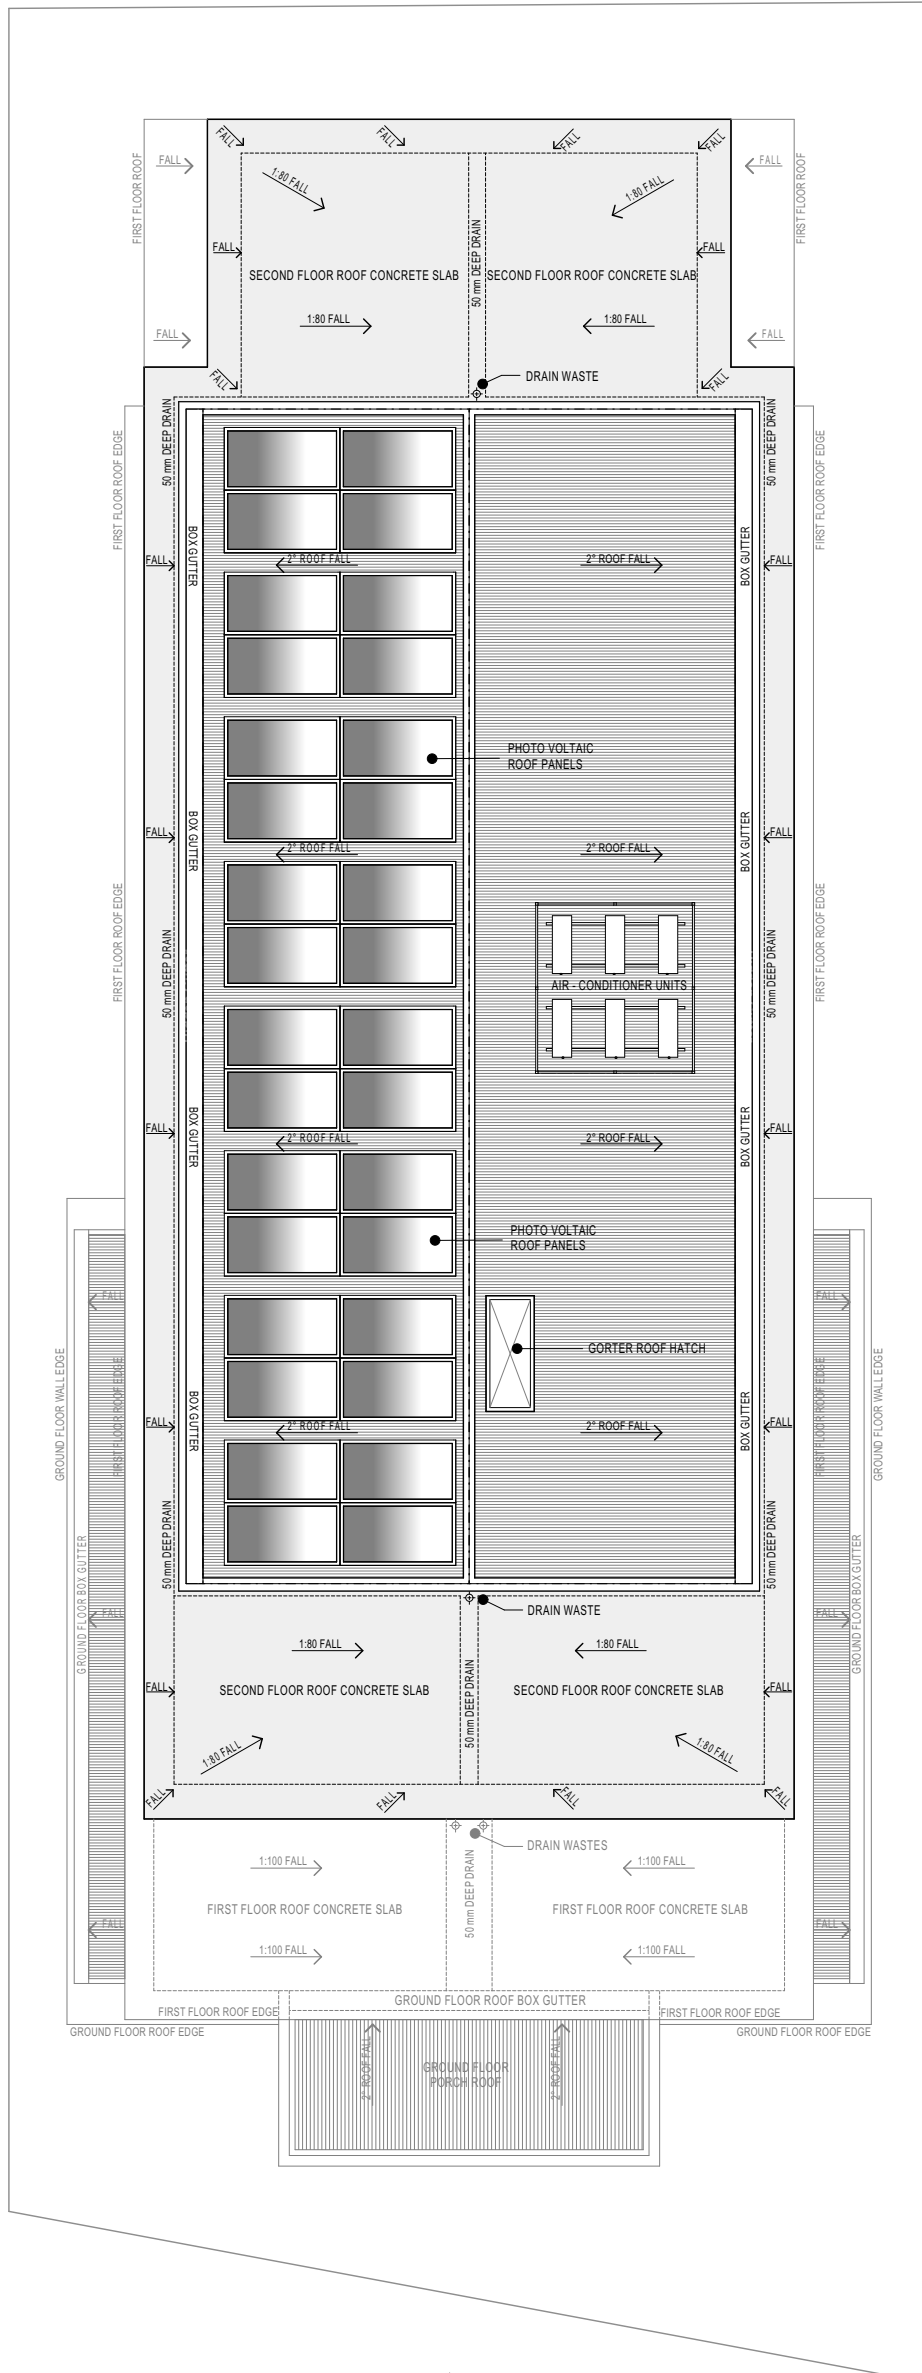 FALL
FALL
FALL
FALL
FALL
FALL
FIRST FLOOR ROOF
1:80 FALL
1:80 FALL
FIRST FLOOR ROOF
FALL
50 mm DEEP DRAIN
FALL
SECOND FLOOR ROOF CONCRETE SLAB
SECOND FLOOR ROOF CONCRETE SLAB
1:80 FALL
1:80 FALL
FALL
FALL
FALL
DRAIN WASTE
FALL
50 mm DEEP DRAIN
50 mm DEEP DRAIN
FIRST FLOOR ROOF EDGE
FIRST FLOOR ROOF EDGE
FALL
BOX GUTTER
2° ROOF FALL
2° ROOF FALL
BOX GUTTER
FALL
PHOTO VOLTAIC
ROOF PANELS
FALL
BOX GUTTER
2° ROOF FALL
2° ROOF FALL
BOX GUTTER
FALL
FIRST FLOOR ROOF EDGE
50 mm DEEP DRAIN
AIR - CONDITIONER UNITS
50 mm DEEP DRAIN
FIRST FLOOR ROOF EDGE
FALL
BOX GUTTER
2° ROOF FALL
2° ROOF FALL
BOX GUTTER
FALL
PHOTO VOLTAIC
ROOF PANELS
FALL
FALL
GORTER ROOF HATCH
GROUND FLOOR WALL EDGE
FIRST FLOOR ROOF EDGE
FIRST FLOOR ROOF EDGE
GROUND FLOOR WALL EDGE
FALL
BOX GUTTER
2° ROOF FALL
2° ROOF FALL
BOX GUTTER
FALL
50 mm DEEP DRAIN
50 mm DEEP DRAIN
GROUND FLOOR BOX GUTTER
GROUND FLOOR BOX GUTTER
FALL
DRAIN WASTE
FALL
1:80 FALL
1:80 FALL
FALL
SECOND FLOOR ROOF CONCRETE SLAB
50 mm DEEP DRAIN
SECOND FLOOR ROOF CONCRETE SLAB
FALL
1:80 FALL
1:80 FALL
FALL
FALL
FALL
FALL
DRAIN WASTES
1:100 FALL
1:100 FALL
FIRST FLOOR ROOF CONCRETE SLAB
50 mm DEEP DRAIN
FIRST FLOOR ROOF CONCRETE SLAB
FALL
FALL
1:100 FALL
1:100 FALL
GROUND FLOOR ROOF BOX GUTTER
FIRST FLOOR ROOF EDGE
FIRST FLOOR ROOF EDGE
GROUND FLOOR ROOF EDGE
GROUND FLOOR ROOF EDGE
2° ROOF FALL
GROUND FLOOR
PORCH ROOF
2° ROOF FALL